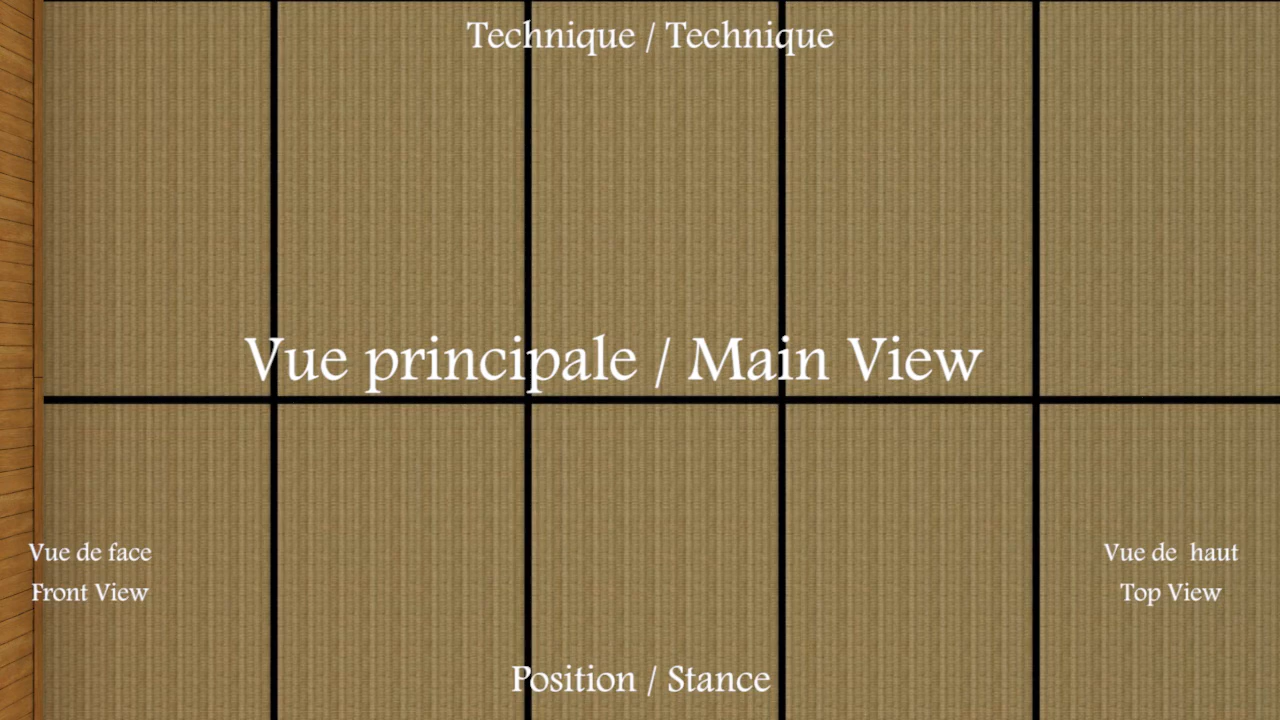 Technique / Technique
Vue principale / Main View
Vue de face
Front View
Vue de haut
Top View
Position / Stance